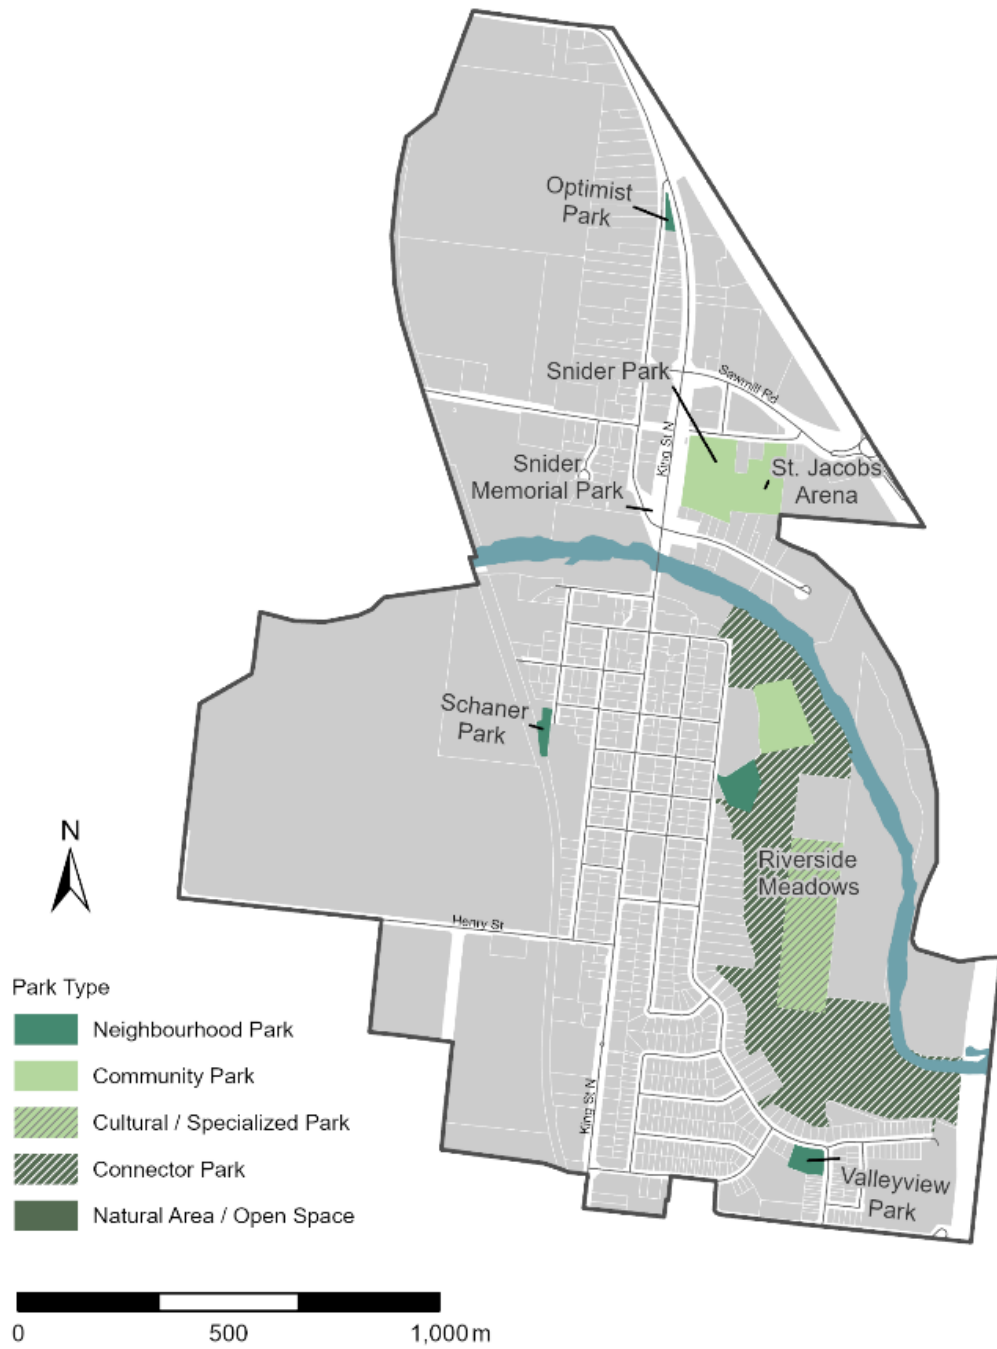 Optimist
Park
Snider Park
Sawmill Rd
King St N
Snider
Memorial Park
St. Jacobs
Arena
Schaner
Park
N
Riverside
Meadows
Henry St
Park Type
Neighbourhood Park
Community Park
Cultural / Specialized Park
Connector Park
Natural Area / Open Space
King St N
Valleyview
Park
0 500 1,000 m